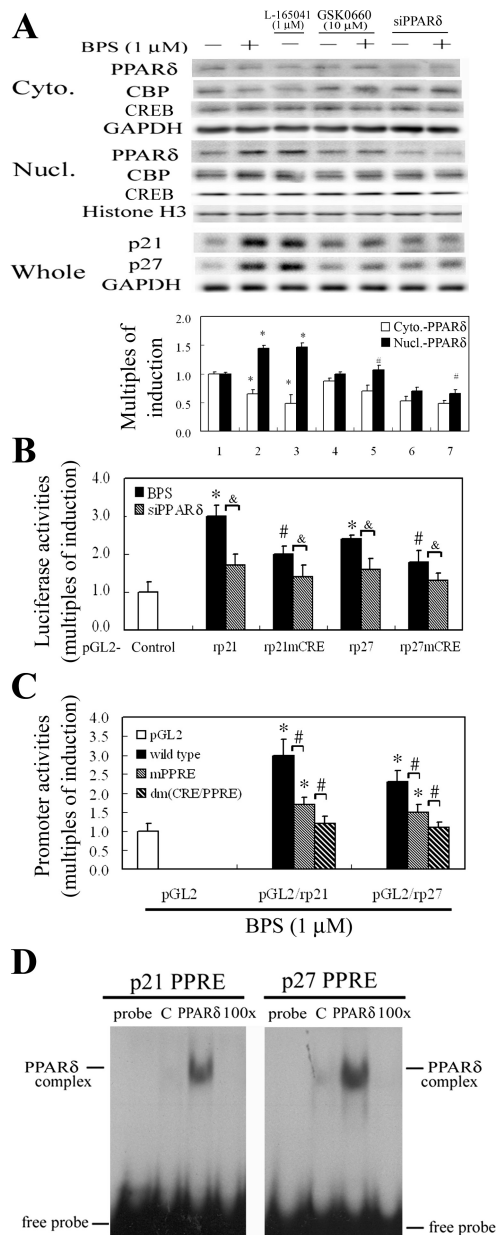 A
L-165041 GSK0660 siPPARδ
(1 μM) (10 μM)
BPS (1 μM) — + — — + — +
Cyto.
PPARδ
CBP
CREB
GAPDH
Nucl.
PPARδ
CBP
CREB
Histone H3
Whole
p21
p27
GAPDH
Multiples of
induction
2.0
1.5
1.0
0.5
0.0
Cyto.-PPARδ
Nucl.-PPARδ
* * * * # #
1 2 3 4 5 6 7
B
Luciferase activities
(multiples of induction)
4.0
3.0
2.0
1.0
0.0
BPS
siPPARδ
* & # & * & # &
pGL2- Control rp21 rp21mCRE rp27 rp27mCRE
C
Promoter activities
(multiples of induction)
4.0
3.5
3.0
2.5
2.0
1.5
1.0
0.5
0.0
pGL2
wild type
mPPRE
dm(CRE/PPRE)
* # * # * # * #
pGL2 pGL2/rp21 pGL2/rp27
BPS (1 μM)
D
p21 PPRE p27 PPRE
probe C PPARδ 100x probe C PPARδ 100x
PPARδ
complex
PPARδ
complex
free probe
free probe